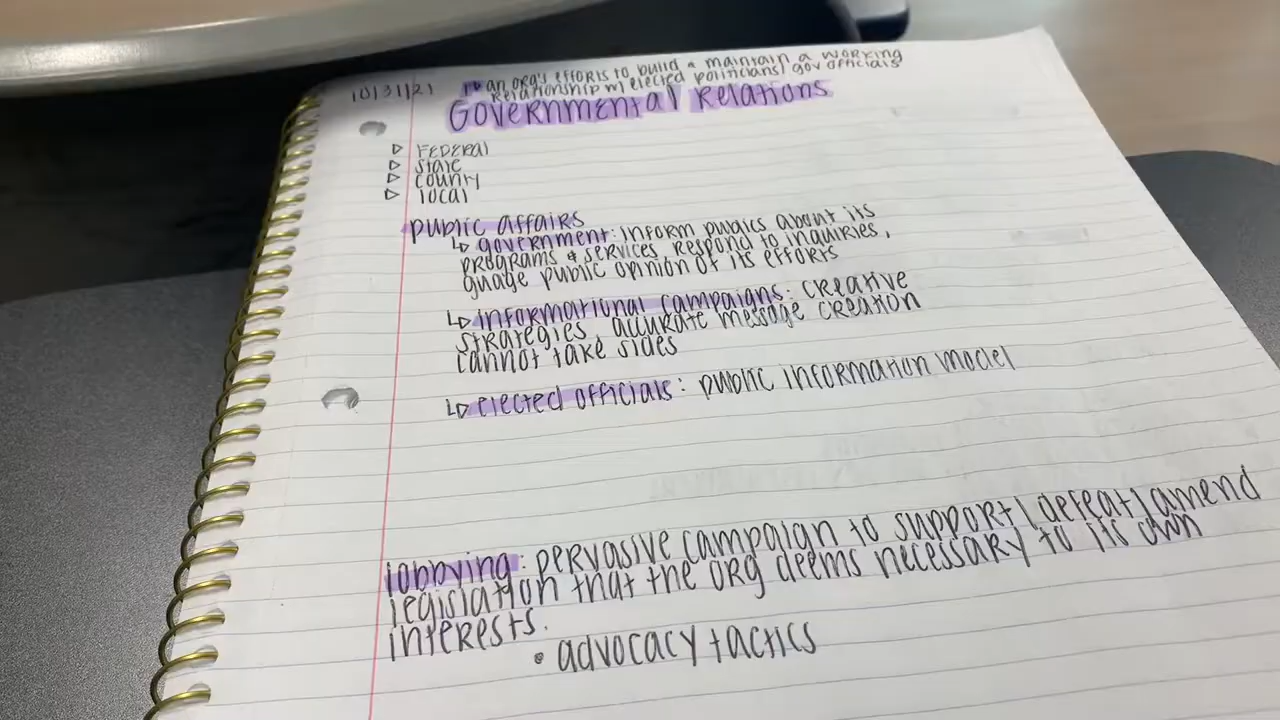 10/31/21
↳ an org's efforts to build & maintain a working
relationship w/ elected politicians/gov officials
Governmental Relations
▷ Federal
▷ State
▷ county
▷ local
public affairs
↳ government: inform publics about its
programs & services, respond to inquiries,
guage public opinion of its efforts
↳ informational campaigns: creative
strategies, accurate message creation
cannot take sides
↳ elected officials: public information model
lobbying: pervasive campaign to support/defeat/amend
legislation that the org deems necessary to its own
interests.
• advocacy tactics